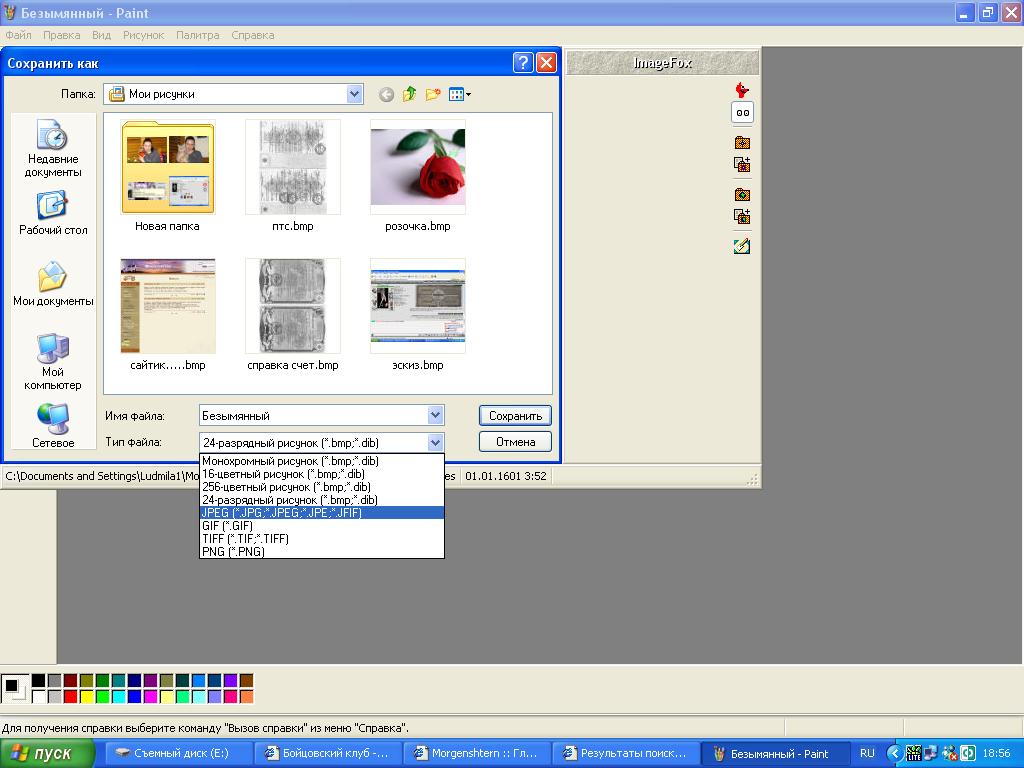 Безымянный - Paint
Файл Правка Вид Рисунок Палитра Справка
Сохранить как
ImageFox
Папка: Мои рисунки
Недавние документы
Рабочий стол
Мои документы
Мой компьютер
Сетевое
Новая папка
птс.bmp
розочка.bmp
сайтик.....bmp
справка счет.bmp
эскиз.bmp
Имя файла: Безымянный Сохранить
Тип файла: 24-разрядный рисунок (*.bmp;*.dib) Отмена
Монохромный рисунок (*.bmp;*.dib)
16-цветный рисунок (*.bmp;*.dib)
256-цветный рисунок (*.bmp;*.dib)
24-разрядный рисунок (*.bmp;*.dib)
JPEG (*.JPG;*.JPEG;*.JPE;*.JFIF)
GIF (*.GIF)
TIFF (*.TIF;*.TIFF)
PNG (*.PNG)
C:\Documents and Settings\Ludmila1\Mo es 01.01.1601 3:52
Для получения справки выберите команду "Вызов справки" из меню "Справка".
пуск Съемный диск (E:) Бойцовский клуб -... Morgenshtern :: Гл... Результаты поиск... Безымянный - Paint RU 18:56